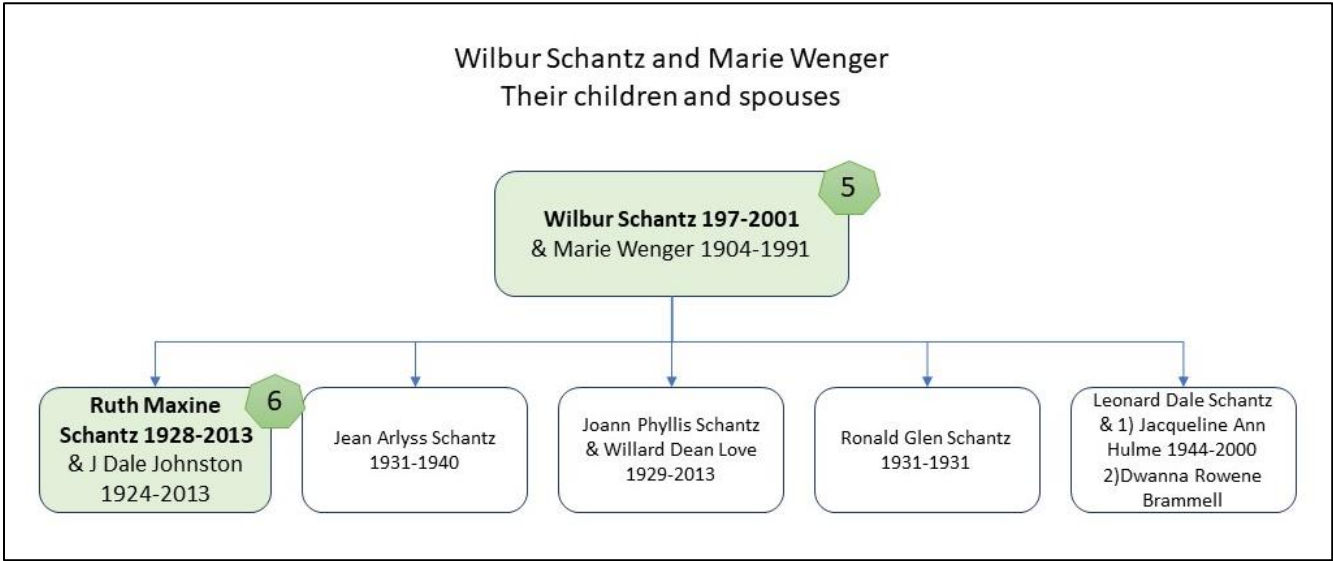 Wilbur Schantz and Marie Wenger
Their children and spouses
5
Wilbur Schantz 197-2001
& Marie Wenger 1904-1991
6
Ruth Maxine
Schantz 1928-2013
& J Dale Johnston
1924-2013
Jean Arlyss Schantz
1931-1940
Joann Phyllis Schantz
& Willard Dean Love
1929-2013
Ronald Glen Schantz
1931-1931
Leonard Dale Schantz
& 1) Jacqueline Ann
Hulme 1944-2000
2)Dwanna Rowene
Brammell